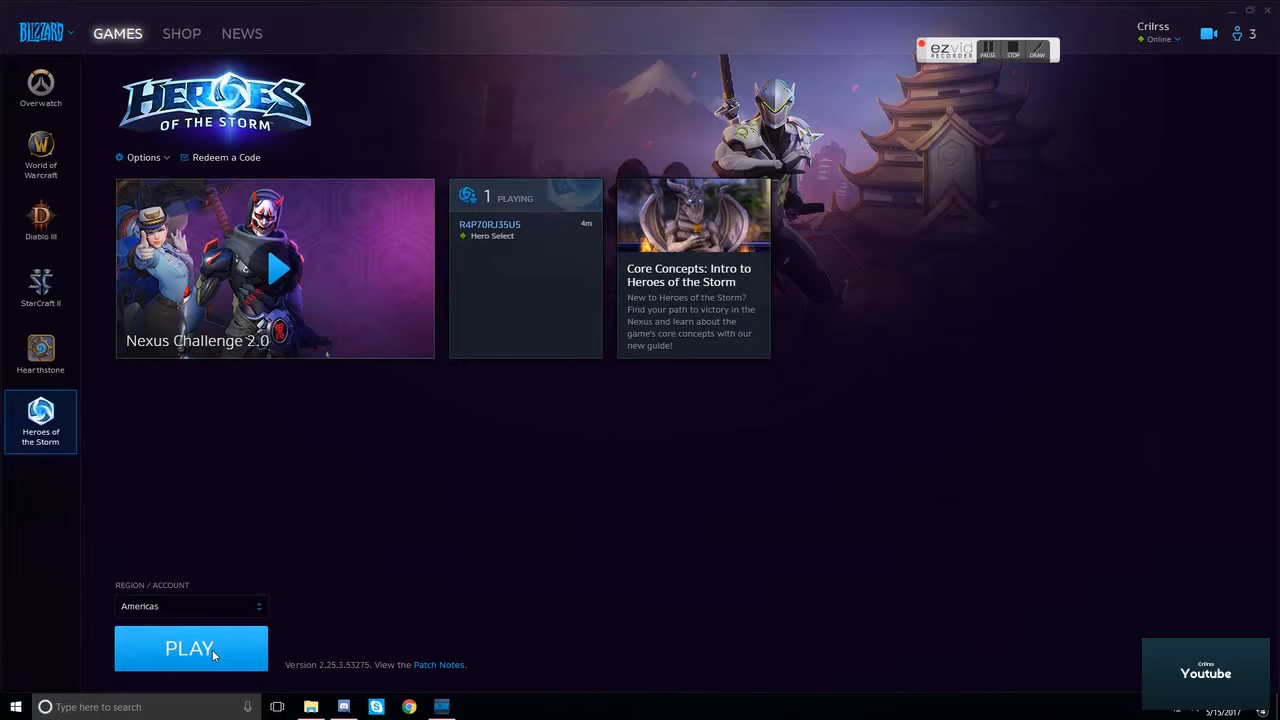 BLIZZARD
GAMES
SHOP
NEWS
Crilrss
Online
3
ezvid
RECORDER
PAUSE
STOP
DRAW
Overwatch
World of
Warcraft
Diablo III
StarCraft II
Hearthstone
Heroes of
the Storm
HEROES
OF THE STORM
Options
Redeem a Code
Nexus Challenge 2.0
1 PLAYING
R4P70RJ35U5
4m
Hero Select
Core Concepts: Intro to
Heroes of the Storm
New to Heroes of the Storm?
Find your path to victory in the
Nexus and learn about the
game's core concepts with our
new guide!
REGION / ACCOUNT
Americas
PLAY
Version 2.25.3.53275. View the Patch Notes.
Crilrss
Youtube
Type here to search
5/15/2017